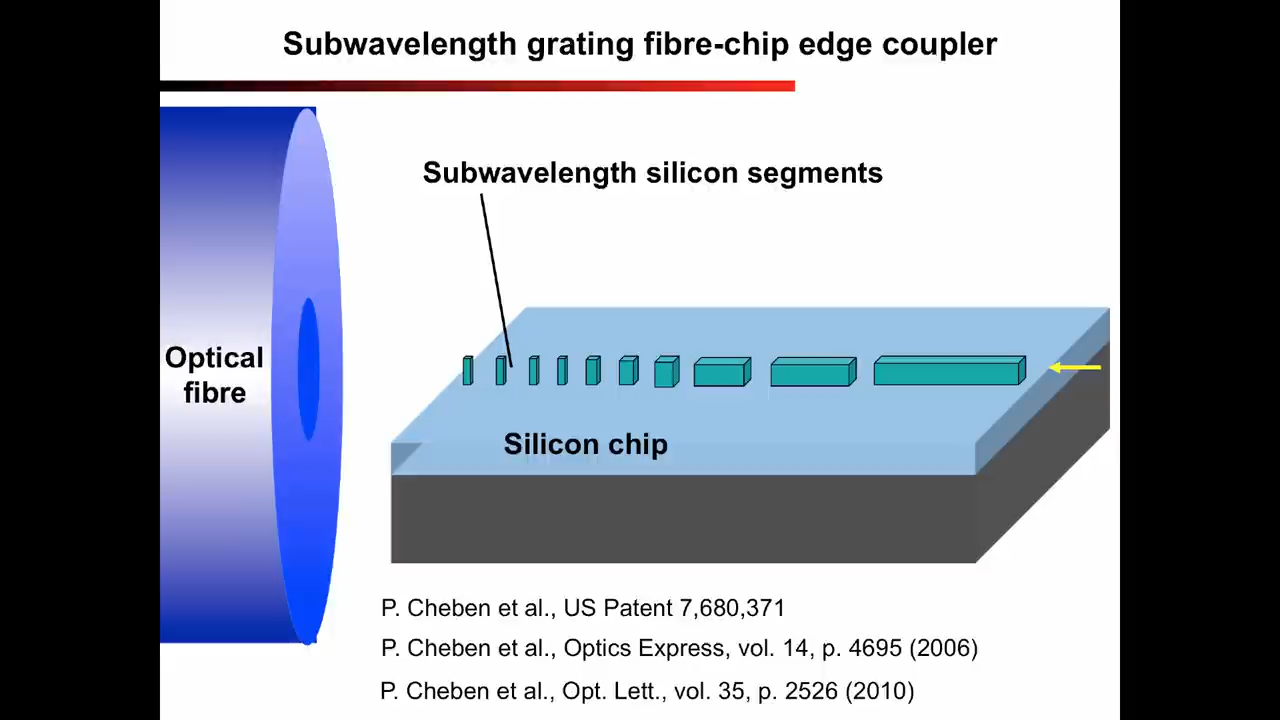 Subwavelength grating fibre-chip edge coupler
Subwavelength silicon segments
Optical
fibre
Silicon chip
P. Cheben et al., US Patent 7,680,371
P. Cheben et al., Optics Express, vol. 14, p. 4695 (2006)
P. Cheben et al., Opt. Lett., vol. 35, p. 2526 (2010)